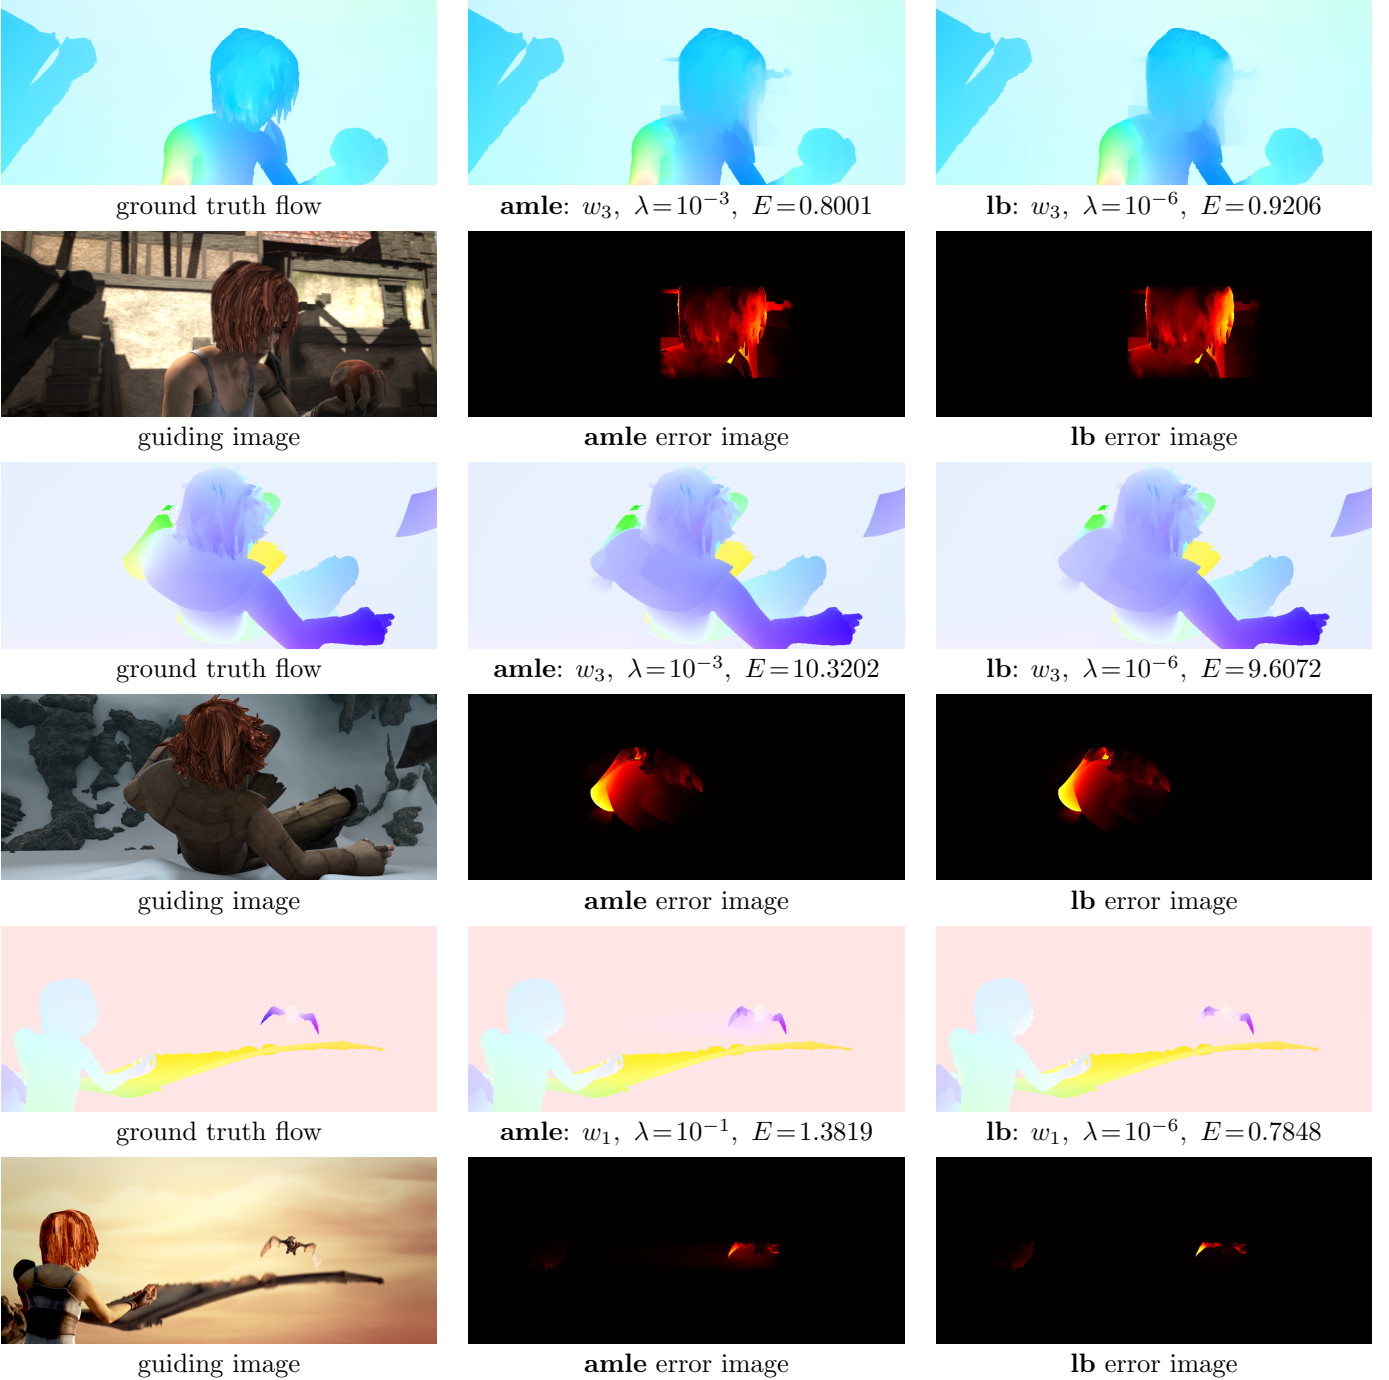 ground truth flow amle: w₃, λ=10⁻³, E=0.8001 lb: w₃, λ=10⁻⁶, E=0.9206
guiding image amle error image lb error image
ground truth flow amle: w₃, λ=10⁻³, E=10.3202 lb: w₃, λ=10⁻⁶, E=9.6072
guiding image amle error image lb error image
ground truth flow amle: w₁, λ=10⁻¹, E=1.3819 lb: w₁, λ=10⁻⁶, E=0.7848
guiding image amle error image lb error image